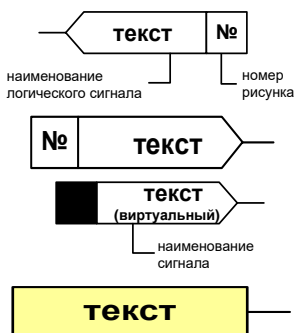 текст №
наименование
логического сигнала
номер
рисунка
№ текст
текст
(виртуальный)
наименование
сигнала
текст